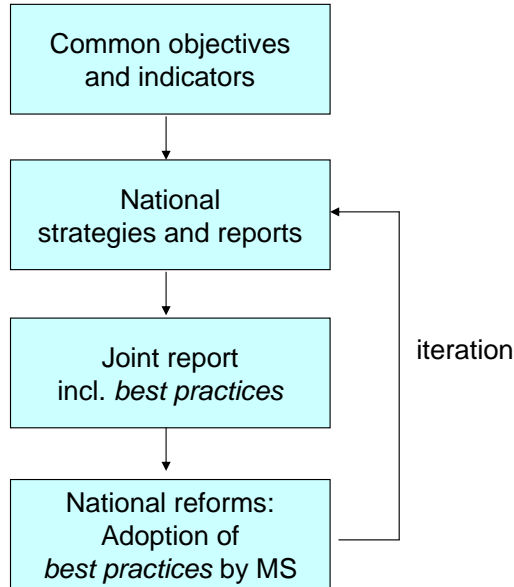 Common objectives
and indicators
National
strategies and reports
Joint report
incl. best practices
iteration
National reforms:
Adoption of
best practices by MS